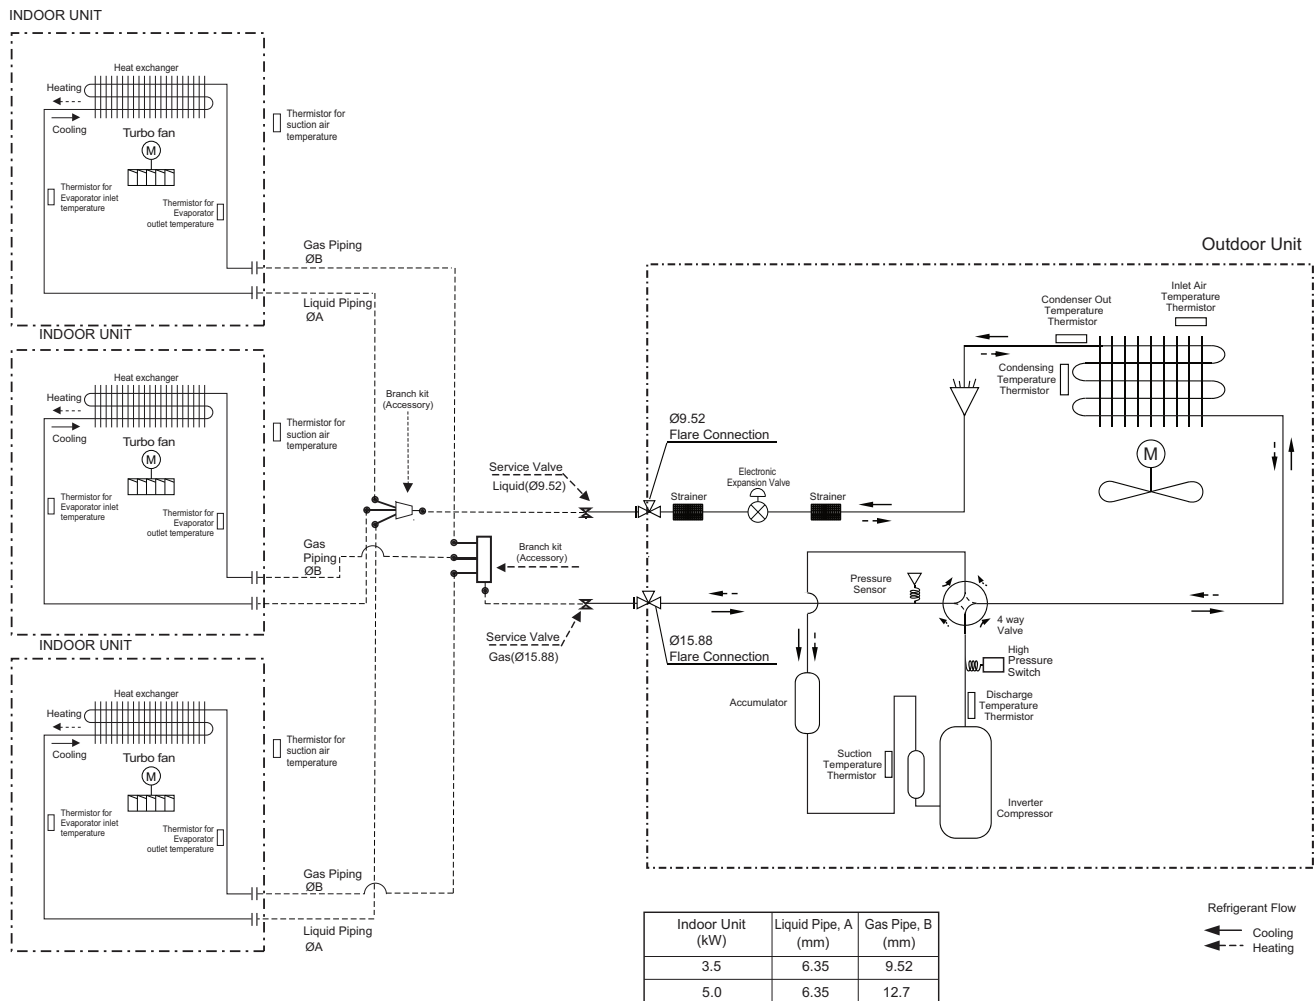 INDOOR UNIT
Heat exchanger
Heating
Cooling
Turbo fan
M
Thermistor for
suction air
temperature
Thermistor for
Evaporator inlet
temperature
Thermistor for
Evaporator
outlet temperature
Gas Piping
ØB
Liquid Piping
ØA
INDOOR UNIT
Heat exchanger
Heating
Cooling
Turbo fan
M
Thermistor for
suction air
temperature
Thermistor for
Evaporator inlet
temperature
Thermistor for
Evaporator
outlet temperature
Gas
Piping
ØB
INDOOR UNIT
Heat exchanger
Heating
Cooling
Turbo fan
M
Thermistor for
suction air
temperature
Thermistor for
Evaporator inlet
temperature
Thermistor for
Evaporator
outlet temperature
Gas Piping
ØB
Liquid Piping
ØA
Branch kit
(Accessory)
Branch kit
(Accessory)
Service Valve
Liquid(Ø9.52)
Service Valve
Gas(Ø15.88)
Outdoor Unit
Ø9.52
Flare Connection
Ø15.88
Flare Connection
Strainer
Electronic
Expansion Valve
Strainer
Condenser Out
Temperature
Thermistor
Inlet Air
Temperature
Thermistor
Condensing
Temperature
Thermistor
M
Pressure
Sensor
4 way
Valve
High
Pressure
Switch
Discharge
Temperature
Thermistor
Accumulator
Suction
Temperature
Thermistor
Inverter
Compressor
Indoor Unit
(kW)
Liquid Pipe, A
(mm)
Gas Pipe, B
(mm)
3.5 6.35 9.52
5.0 6.35 12.7
Refrigerant Flow
Cooling
Heating